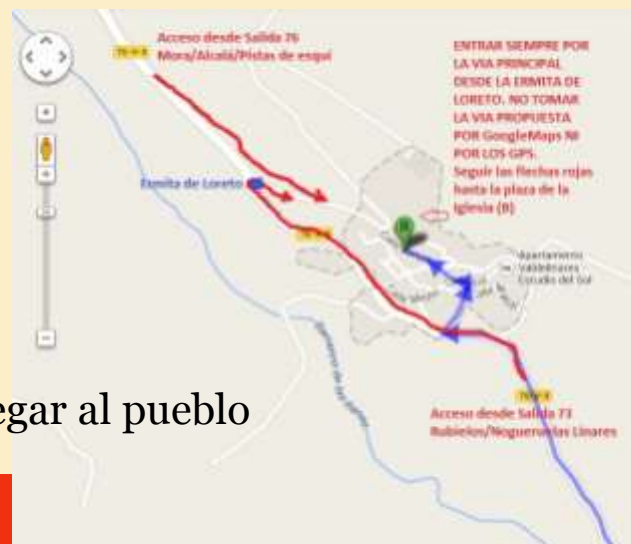 Acceso desde Salida 76
Mora/Alcalá/Pistas de esquí
ENTRAR SIEMPRE POR
LA VIA PRINCIPAL
DESDE LA ERMITA DE
LORETO. NO TOMAR
LA VIA PROPUESTA
POR GoogleMaps NI
POR LOS GPS.
Seguir las flechas rojas
hasta la plaza de la
Iglesia (B)
Ermita de Loreto
Apartamento
Valdelinares
Estudio del Sol
egar al pueblo
Acceso desde Salida 73
Rubielos/Nogueruelas Linares